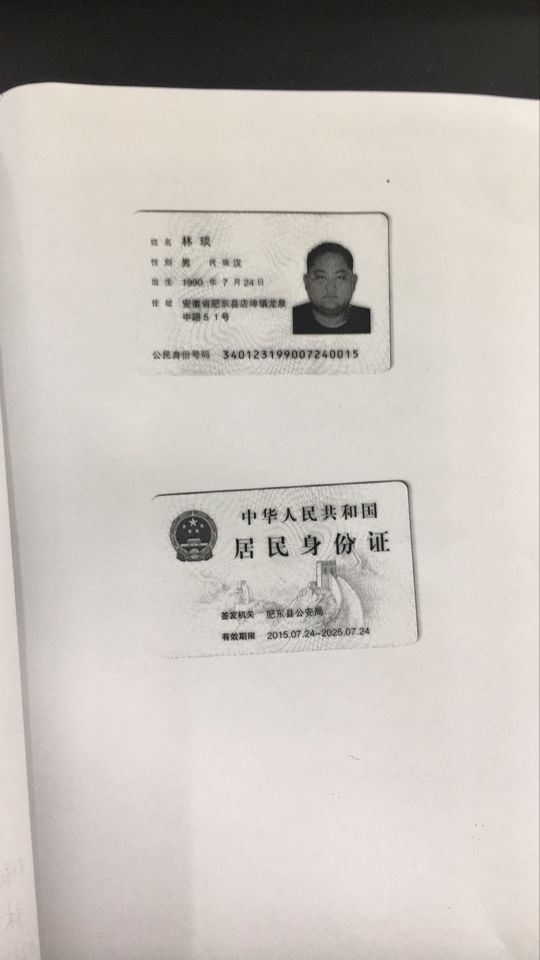 姓名 林琰
性别 男 民族 汉
出生 1990 年 7 月 24 日
住址 安徽省肥东县店埠镇龙泉
中路51号
公民身份号码 340123199007240015
中华人民共和国
居民身份证
签发机关 肥东县公安局
有效期限 2015.07.24-2025.07.24